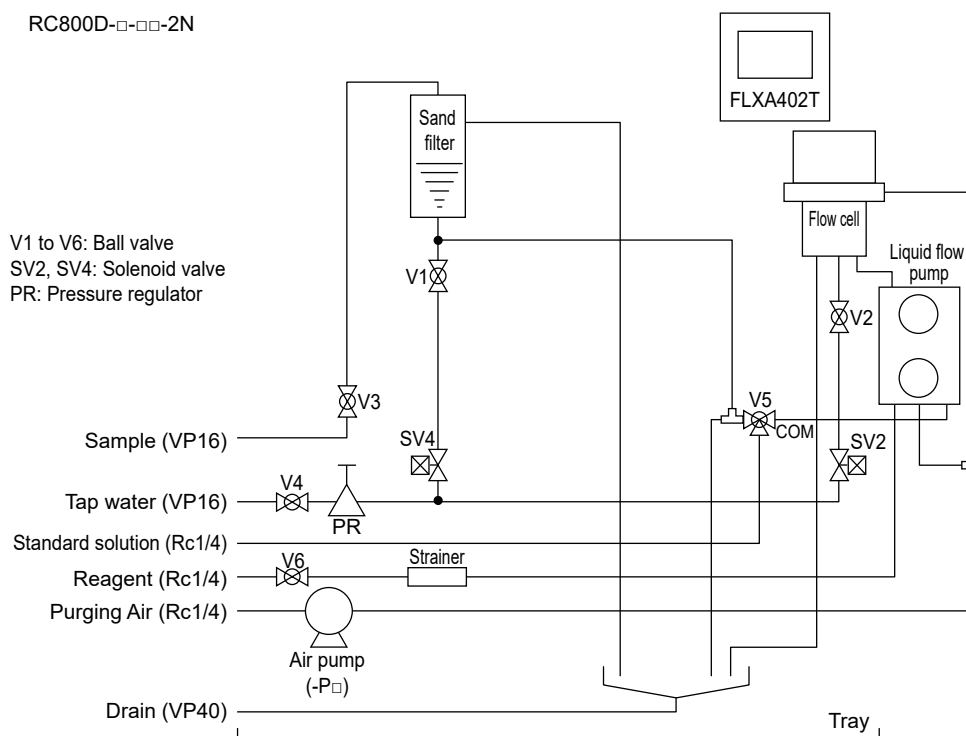 RC800D-□-□□-2N
FLXA402T
Sand
filter
Flow cell
V1 to V6: Ball valve
SV2, SV4: Solenoid valve
PR: Pressure regulator
Liquid flow
pump
V1
V2
V3
V5
COM
Sample (VP16)
SV4
SV2
V4
Tap water (VP16)
PR
Standard solution (Rc1/4)
V6
Strainer
Reagent (Rc1/4)
Purging Air (Rc1/4)
Air pump
(-P□)
Drain (VP40)
Tray